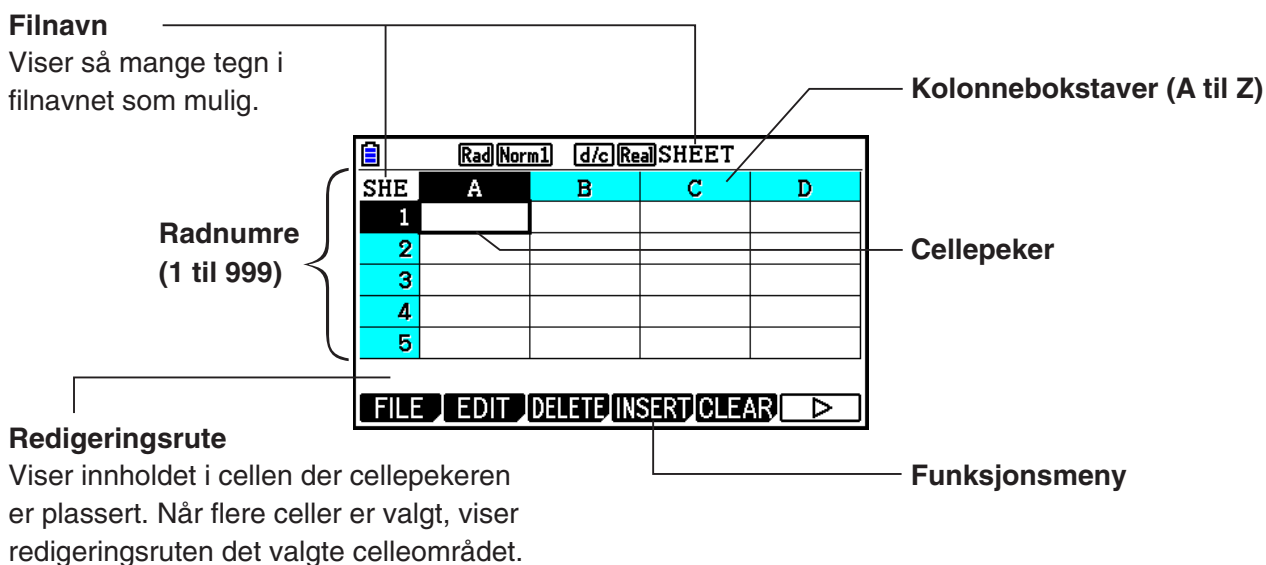 Filnavn
Viser så mange tegn i
filnavnet som mulig.
Kolonnebokstaver (A til Z)
Rad Norm1 d/c Real SHEET
SHE A B C D
1
2
3
4
5
Radnumre
(1 til 999)
Cellepeker
FILE EDIT DELETE INSERT CLEAR
Redigeringsrute
Viser innholdet i cellen der cellepekeren
er plassert. Når flere celler er valgt, viser
redigeringsruten det valgte celleområdet.
Funksjonsmeny